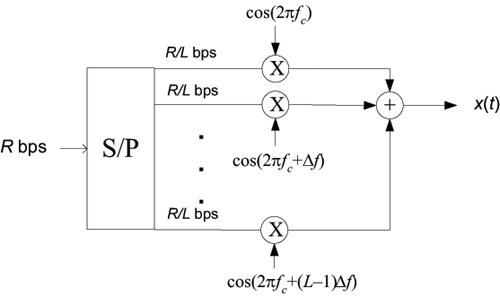 cos(2πf_c)
R/L bps
X
R/L bps
X
+
x(t)
R bps
S/P
cos(2πf_c+Δf)
R/L bps
X
cos(2πf_c+(L–1)Δf)